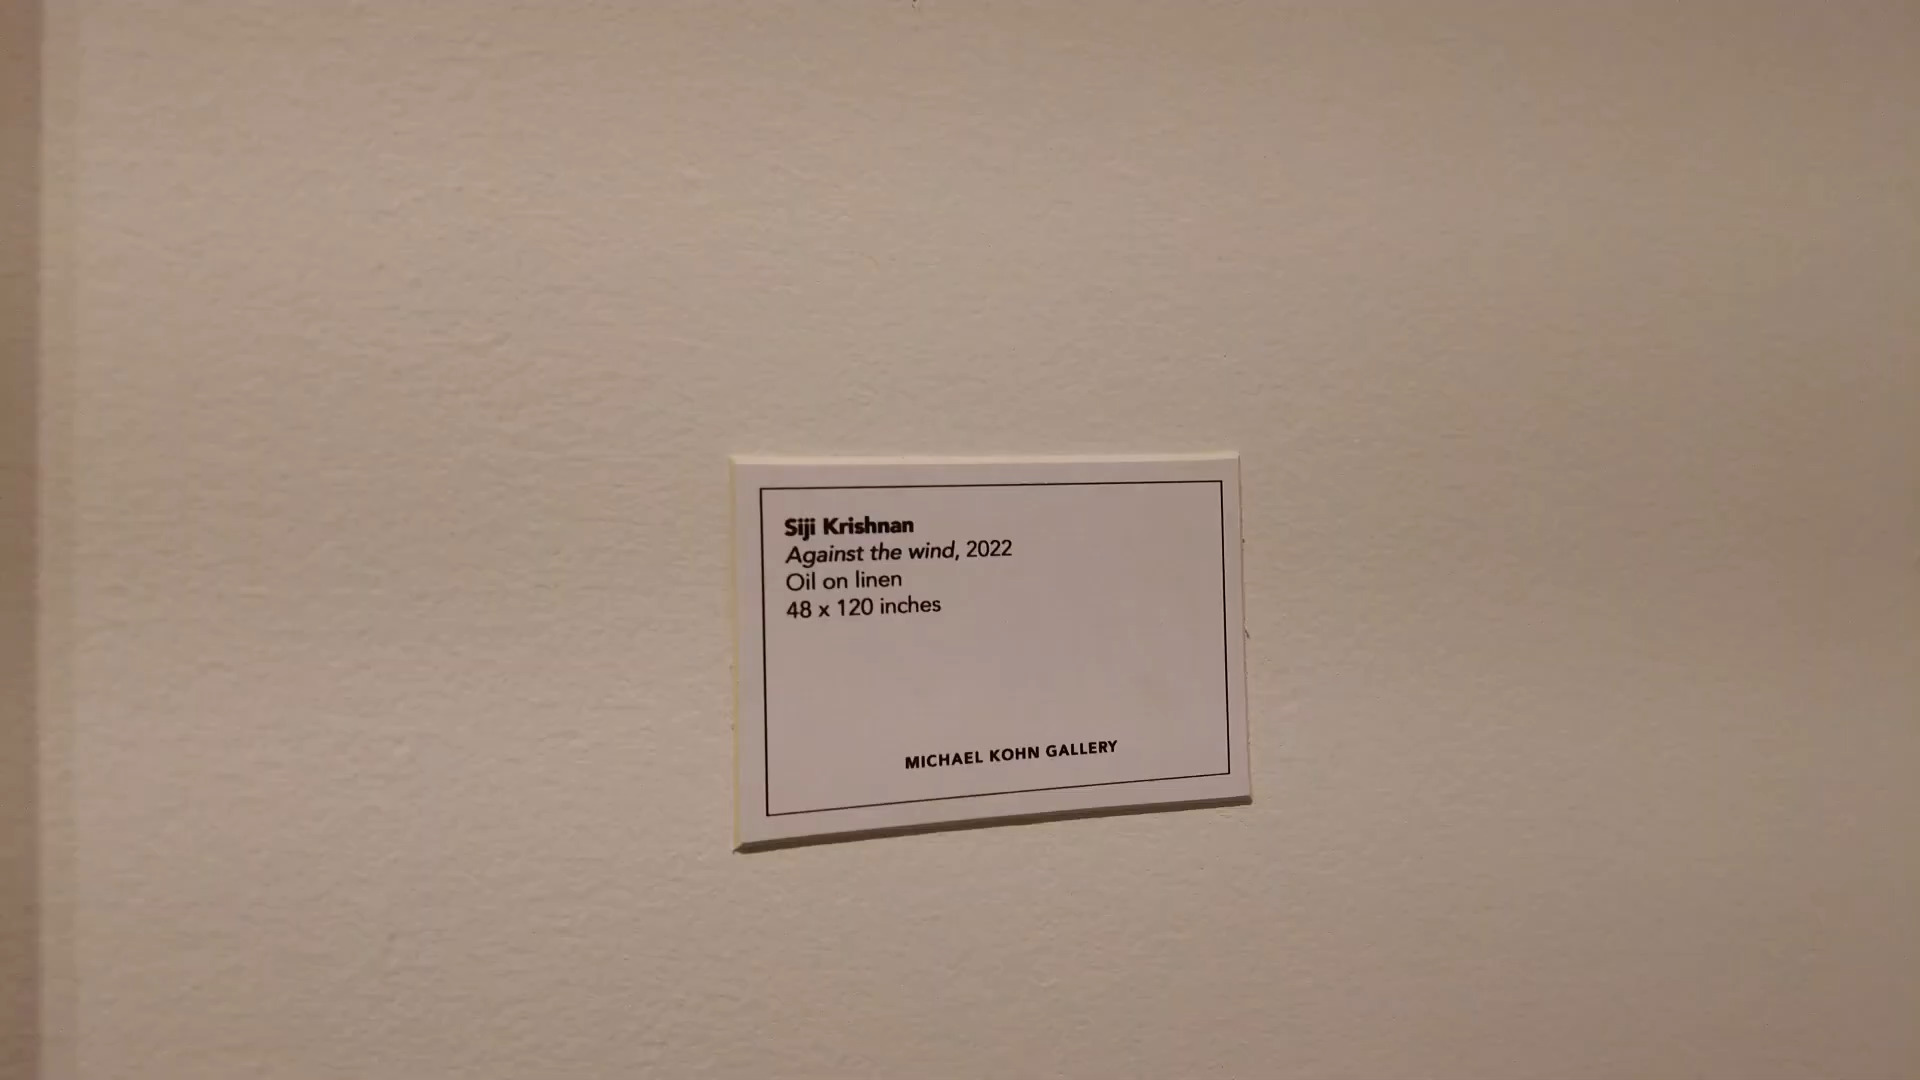 Siji Krishnan
Against the wind, 2022
Oil on linen
48 x 120 inches
MICHAEL KOHN GALLERY